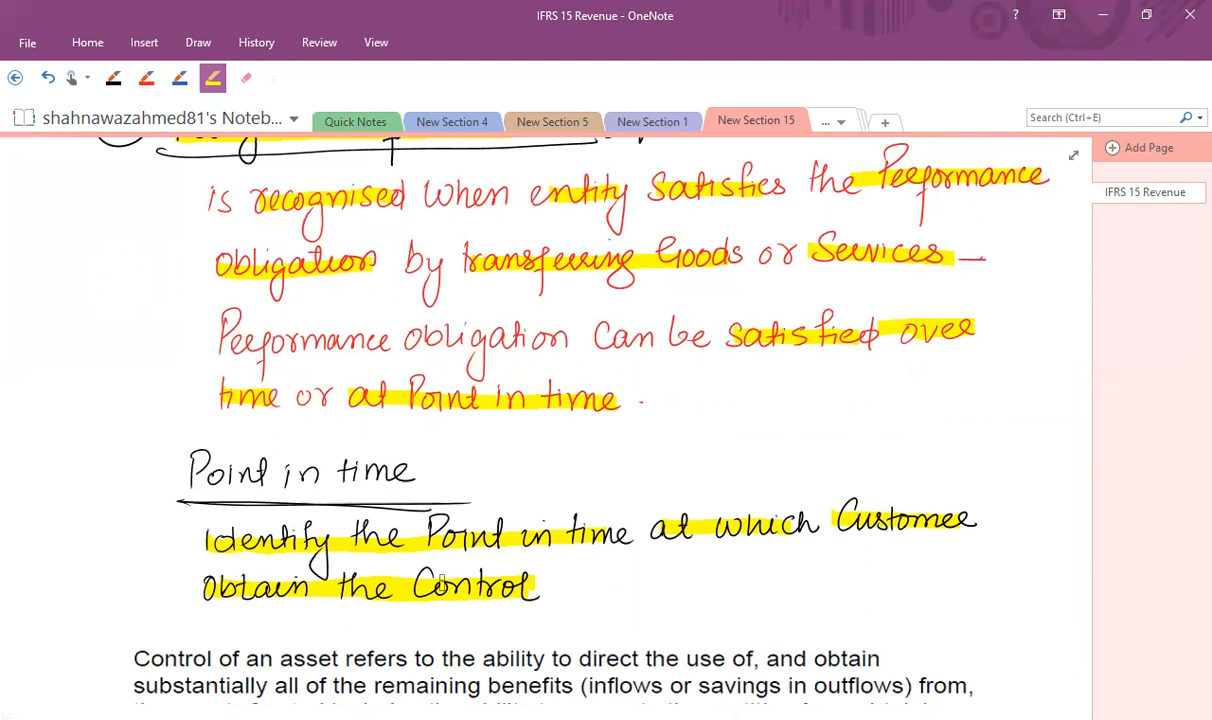 IFRS 15 Revenue - OneNote
?
File Home Insert Draw History Review View
shahnawazahmed81's Noteb... Quick Notes New Section 4 New Section 5 New Section 1 New Section 15 ... + Search (Ctrl+E)
Add Page
IFRS 15 Revenue
is recognised when entity satisfies the Performance
obligation by transferring Goods or Services –
Performance obligation can be satisfied over
time or at Point in time .
Point in time
Identify the Point in time at which Customer
obtain the Control
Control of an asset refers to the ability to direct the use of, and obtain
substantially all of the remaining benefits (inflows or savings in outflows) from,